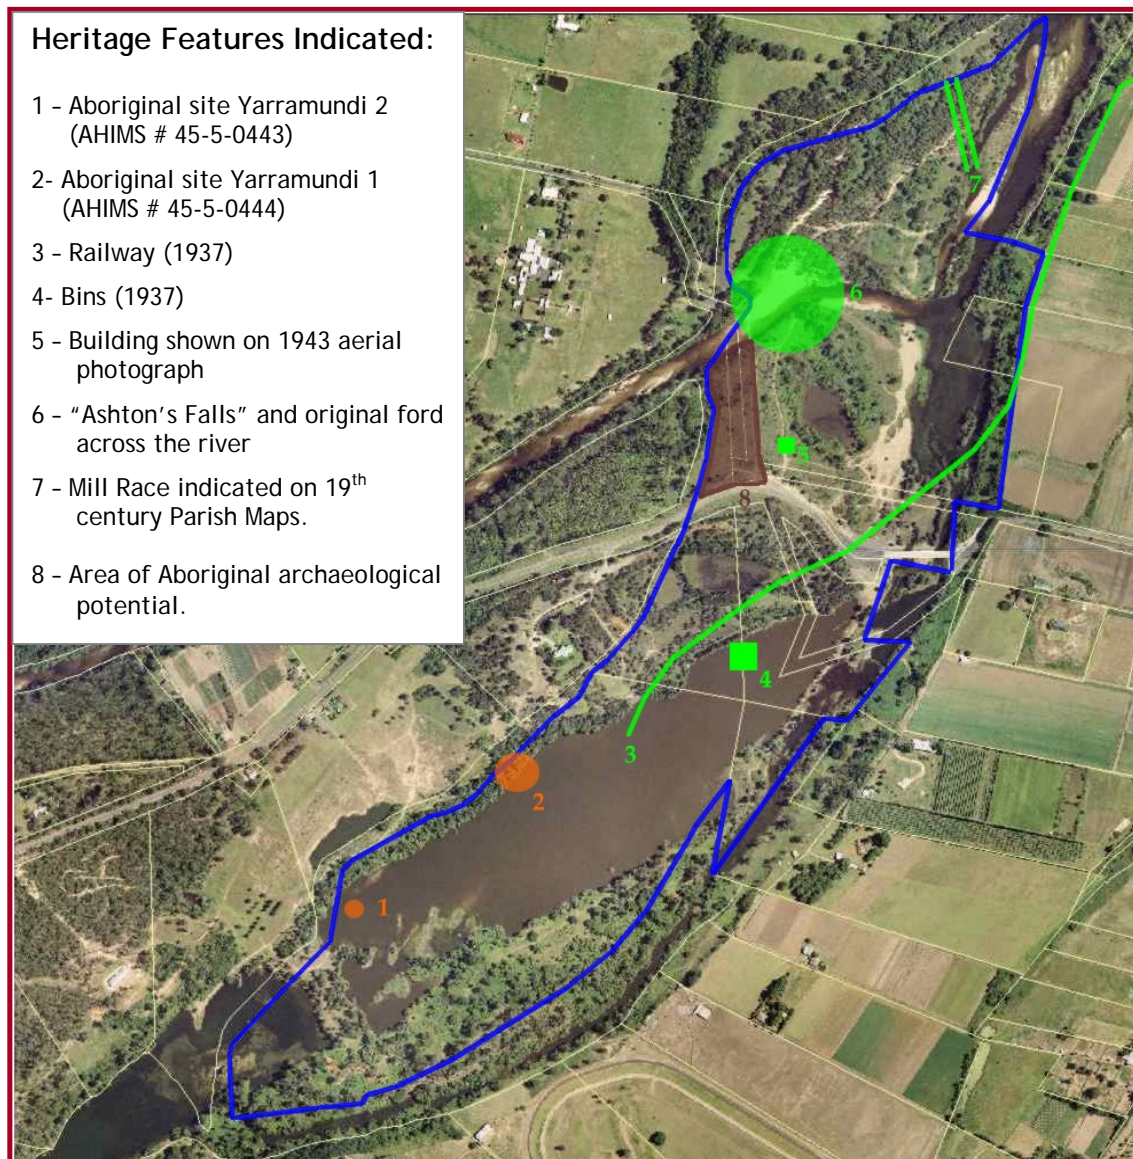 Heritage Features Indicated:
1 – Aboriginal site Yarramundi 2
(AHIMS # 45-5-0443)
2- Aboriginal site Yarramundi 1
(AHIMS # 45-5-0444)
3 – Railway (1937)
4- Bins (1937)
5 – Building shown on 1943 aerial
photograph
6 – “Ashton’s Falls” and original ford
across the river
7 – Mill Race indicated on 19th
century Parish Maps.
8 – Area of Aboriginal archaeological
potential.
7
6
5
8
4
3
2
1